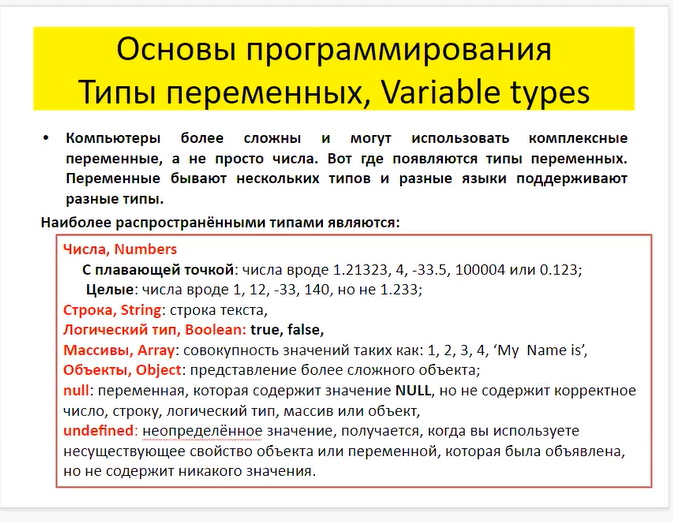 Основы программирования
Типы переменных, Variable types
• Компьютеры более сложны и могут использовать комплексные
переменные, а не просто числа. Вот где появляются типы переменных.
Переменные бывают нескольких типов и разные языки поддерживают
разные типы.
Наиболее распространёнными типами являются:
Числа, Numbers
С плавающей точкой: числа вроде 1.21323, 4, -33.5, 100004 или 0.123;
Целые: числа вроде 1, 12, -33, 140, но не 1.233;
Строка, String: строка текста,
Логический тип, Boolean: true, false,
Массивы, Array: совокупность значений таких как: 1, 2, 3, 4, ‘My Name is’,
Объекты, Object: представление более сложного объекта;
null: переменная, которая содержит значение NULL, но не содержит корректное
число, строку, логический тип, массив или объект,
undefined: неопределённое значение, получается, когда вы используете
несуществующее свойство объекта или переменной, которая была объявлена,
но не содержит никакого значения.